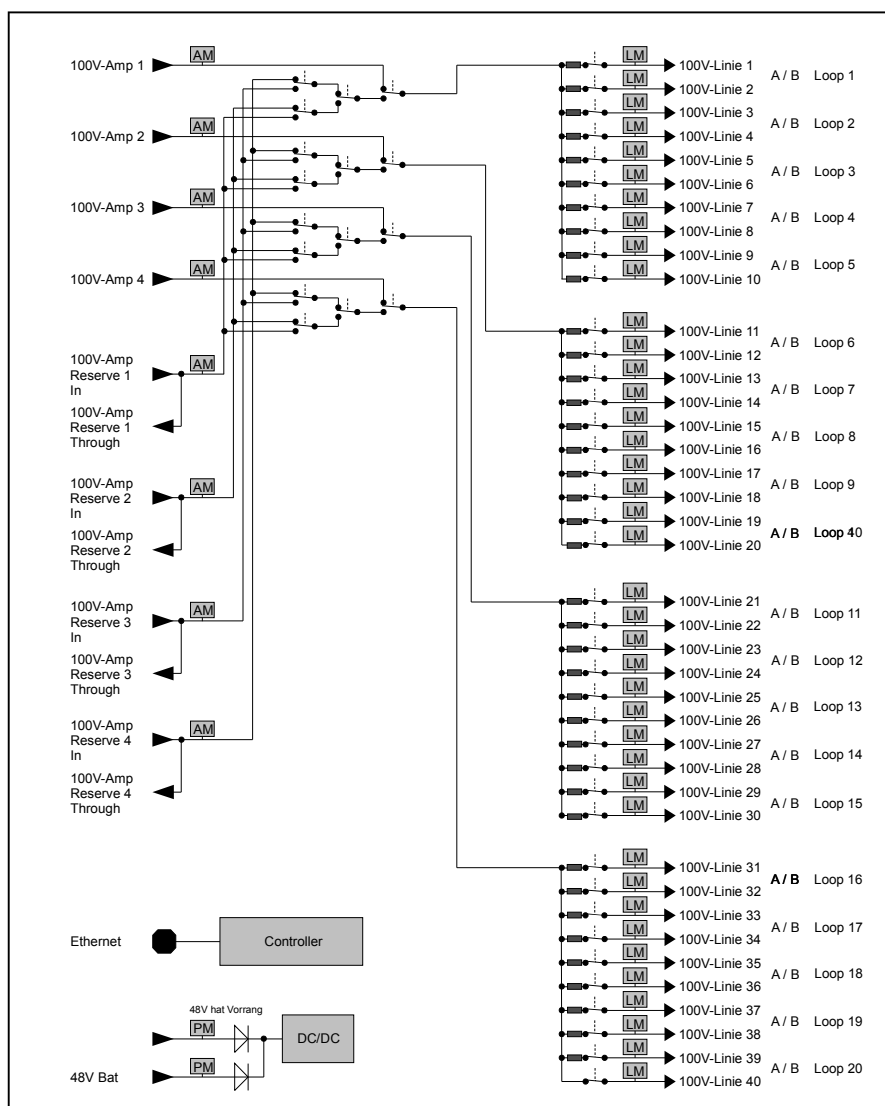 100V-Amp 1
AM
100V-Amp 2
AM
100V-Amp 3
AM
100V-Amp 4
AM
100V-Amp
Reserve 1
In
AM
100V-Amp
Reserve 1
Through
100V-Amp
Reserve 2
In
AM
100V-Amp
Reserve 2
Through
100V-Amp
Reserve 3
In
AM
100V-Amp
Reserve 3
Through
100V-Amp
Reserve 4
In
AM
100V-Amp
Reserve 4
Through
Ethernet
Controller
48V hat Vorrang
PM
DC/DC
48V Bat
PM
LM 100V-Linie 1
A / B Loop 1
LM 100V-Linie 2
LM 100V-Linie 3
A / B Loop 2
LM 100V-Linie 4
LM 100V-Linie 5
A / B Loop 3
LM 100V-Linie 6
LM 100V-Linie 7
A / B Loop 4
LM 100V-Linie 8
LM 100V-Linie 9
A / B Loop 5
LM 100V-Linie 10
LM 100V-Linie 11
A / B Loop 6
LM 100V-Linie 12
LM 100V-Linie 13
A / B Loop 7
LM 100V-Linie 14
LM 100V-Linie 15
A / B Loop 8
LM 100V-Linie 16
LM 100V-Linie 17
A / B Loop 9
LM 100V-Linie 18
LM 100V-Linie 19
A / B Loop
LM 100V-Linie 20
LM 100V-Linie 21
A / B Loop 11
LM 100V-Linie 22
LM 100V-Linie 23
A / B Loop 12
LM 100V-Linie 24
LM 100V-Linie 25
A / B Loop 13
LM 100V-Linie 26
LM 100V-Linie 27
A / B Loop 14
LM 100V-Linie 28
LM 100V-Linie 29
A / B Loop 15
LM 100V-Linie 30
LM 100V-Linie 31
A / B Loop 16
LM 100V-Linie 32
LM 100V-Linie 33
A / B Loop 17
LM 100V-Linie 34
LM 100V-Linie 35
A / B Loop 18
LM 100V-Linie 36
LM 100V-Linie 37
A / B Loop 19
LM 100V-Linie 38
LM 100V-Linie 39
A / B Loop 20
LM 100V-Linie 40